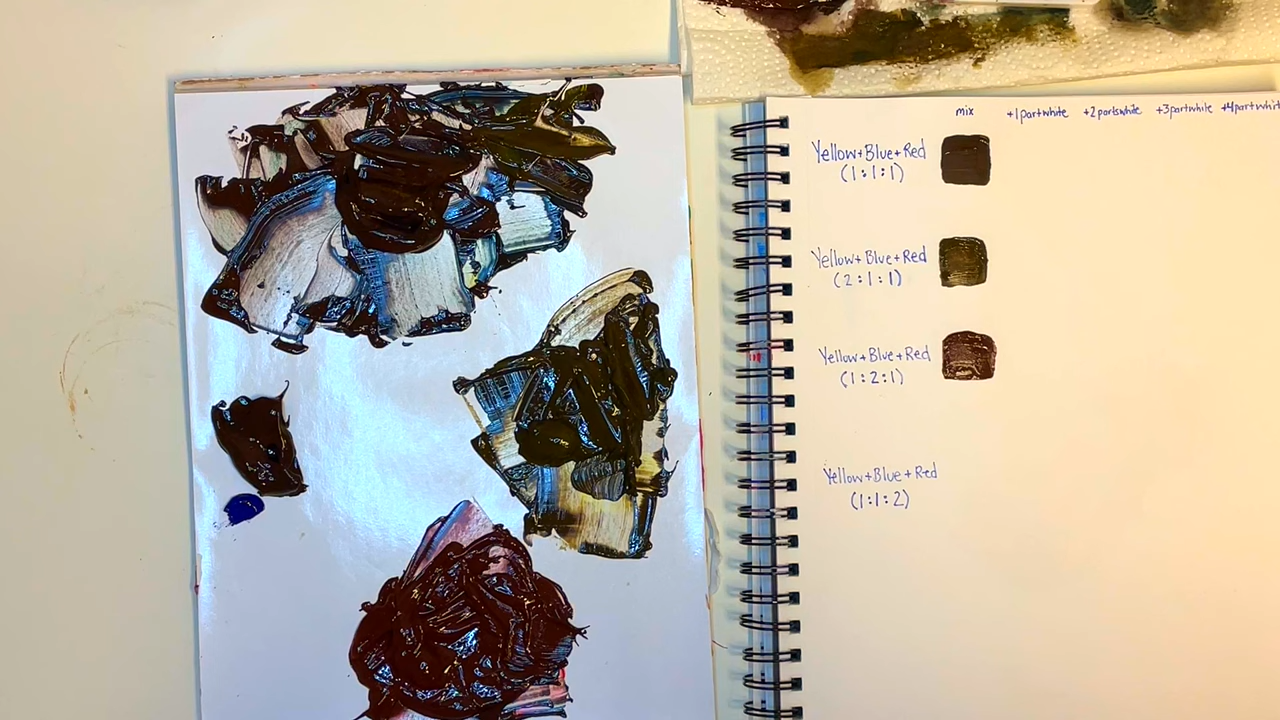 mix +1partwhite +2partswhite +3partwhite +4partwhit
Yellow+Blue+Red
(1:1:1)
Yellow+Blue+Red
(2:1:1)
Yellow+Blue+Red
(1:2:1)
Yellow+Blue+Red
(1:1:2)